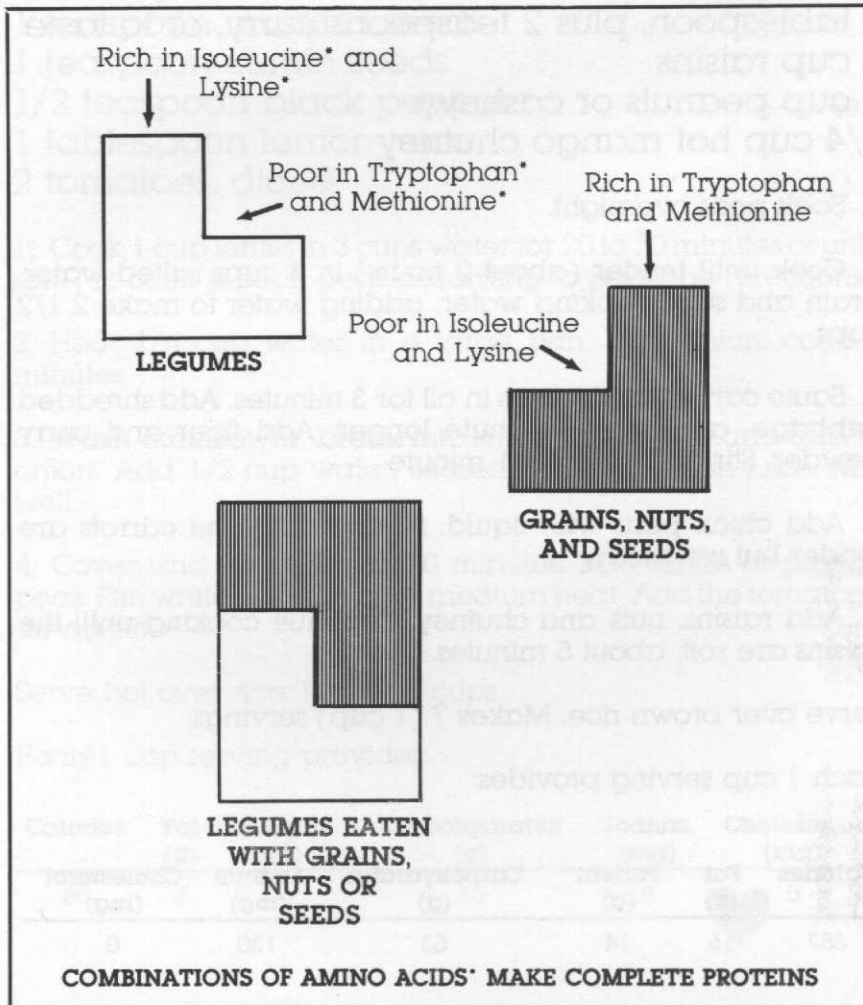 Rich in Isoleucine* and
Lysine*
Poor in Tryptophan*
and Methionine*
LEGUMES
Rich in Tryptophan
and Methionine
Poor in Isoleucine
and Lysine
GRAINS, NUTS,
AND SEEDS
LEGUMES EATEN
WITH GRAINS,
NUTS OR
SEEDS
COMBINATIONS OF AMINO ACIDS* MAKE COMPLETE PROTEINS